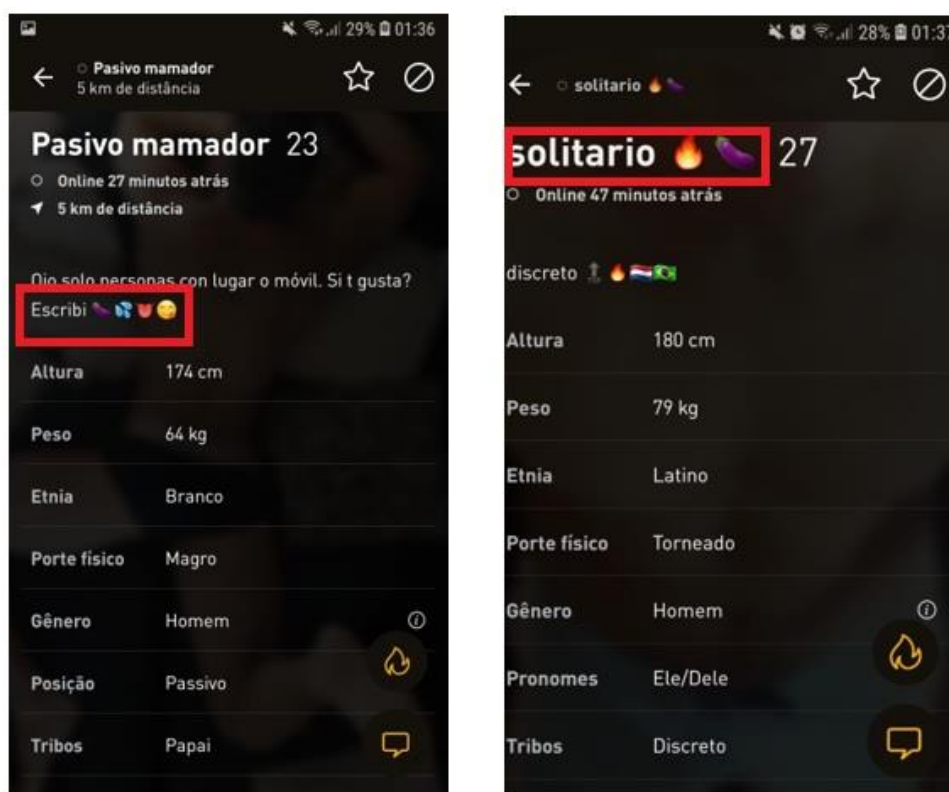 29% 01:36
Pasivo mamador
5 km de distância
Pasivo mamador 23
Online 27 minutos atrás
5 km de distância
Ojo solo personas con lugar o móvil. Si t gusta?
Escribi 🍆💦👅😋
Altura 174 cm
Peso 64 kg
Etnia Branco
Porte físico Magro
Gênero Homem
Posição Passivo
Tribos Papai
28% 01:37
solitario 🔥🍆
solitario 🔥🍆 27
Online 47 minutos atrás
discreto 🔝🔥🇳🇱🇧🇷
Altura 180 cm
Peso 79 kg
Etnia Latino
Porte físico Torneado
Gênero Homem
Pronomes Ele/Dele
Tribos Discreto